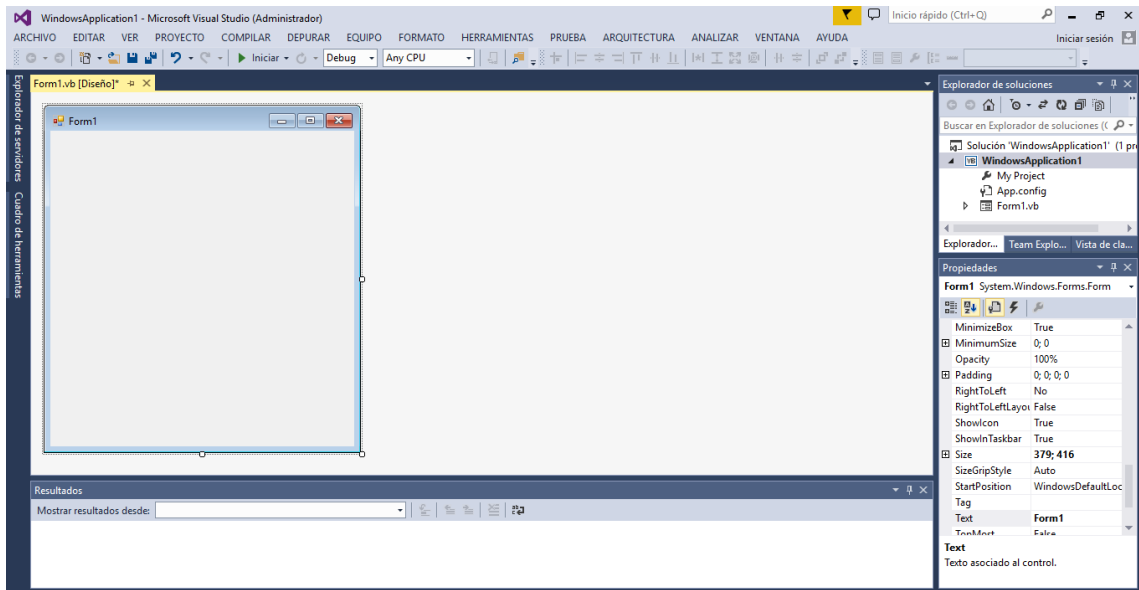 WindowsApplication1 - Microsoft Visual Studio (Administrador)
Inicio rápido (Ctrl+Q)
ARCHIVO EDITAR VER PROYECTO COMPILAR DEPURAR EQUIPO FORMATO HERRAMIENTAS PRUEBA ARQUITECTURA ANALIZAR VENTANA AYUDA
Iniciar sesión
Iniciar Debug Any CPU
Explorador de servidores
Cuadro de herramientas
Form1.vb [Diseño]*
Form1
Resultados
Mostrar resultados desde:
Explorador de soluciones
Buscar en Explorador de soluciones (
Solución 'WindowsApplication1' (1 pr
VB WindowsApplication1
My Project
App.config
Form1.vb
Explorador... Team Explo... Vista de cla...
Propiedades
Form1 System.Windows.Forms.Form
MinimizeBox True
MinimumSize 0; 0
Opacity 100%
Padding 0; 0; 0; 0
RightToLeft No
RightToLeftLayou False
ShowIcon True
ShowInTaskbar True
Size 379; 416
SizeGripStyle Auto
StartPosition WindowsDefaultLoc
Tag
Text Form1
TopMost False
Text
Texto asociado al control.